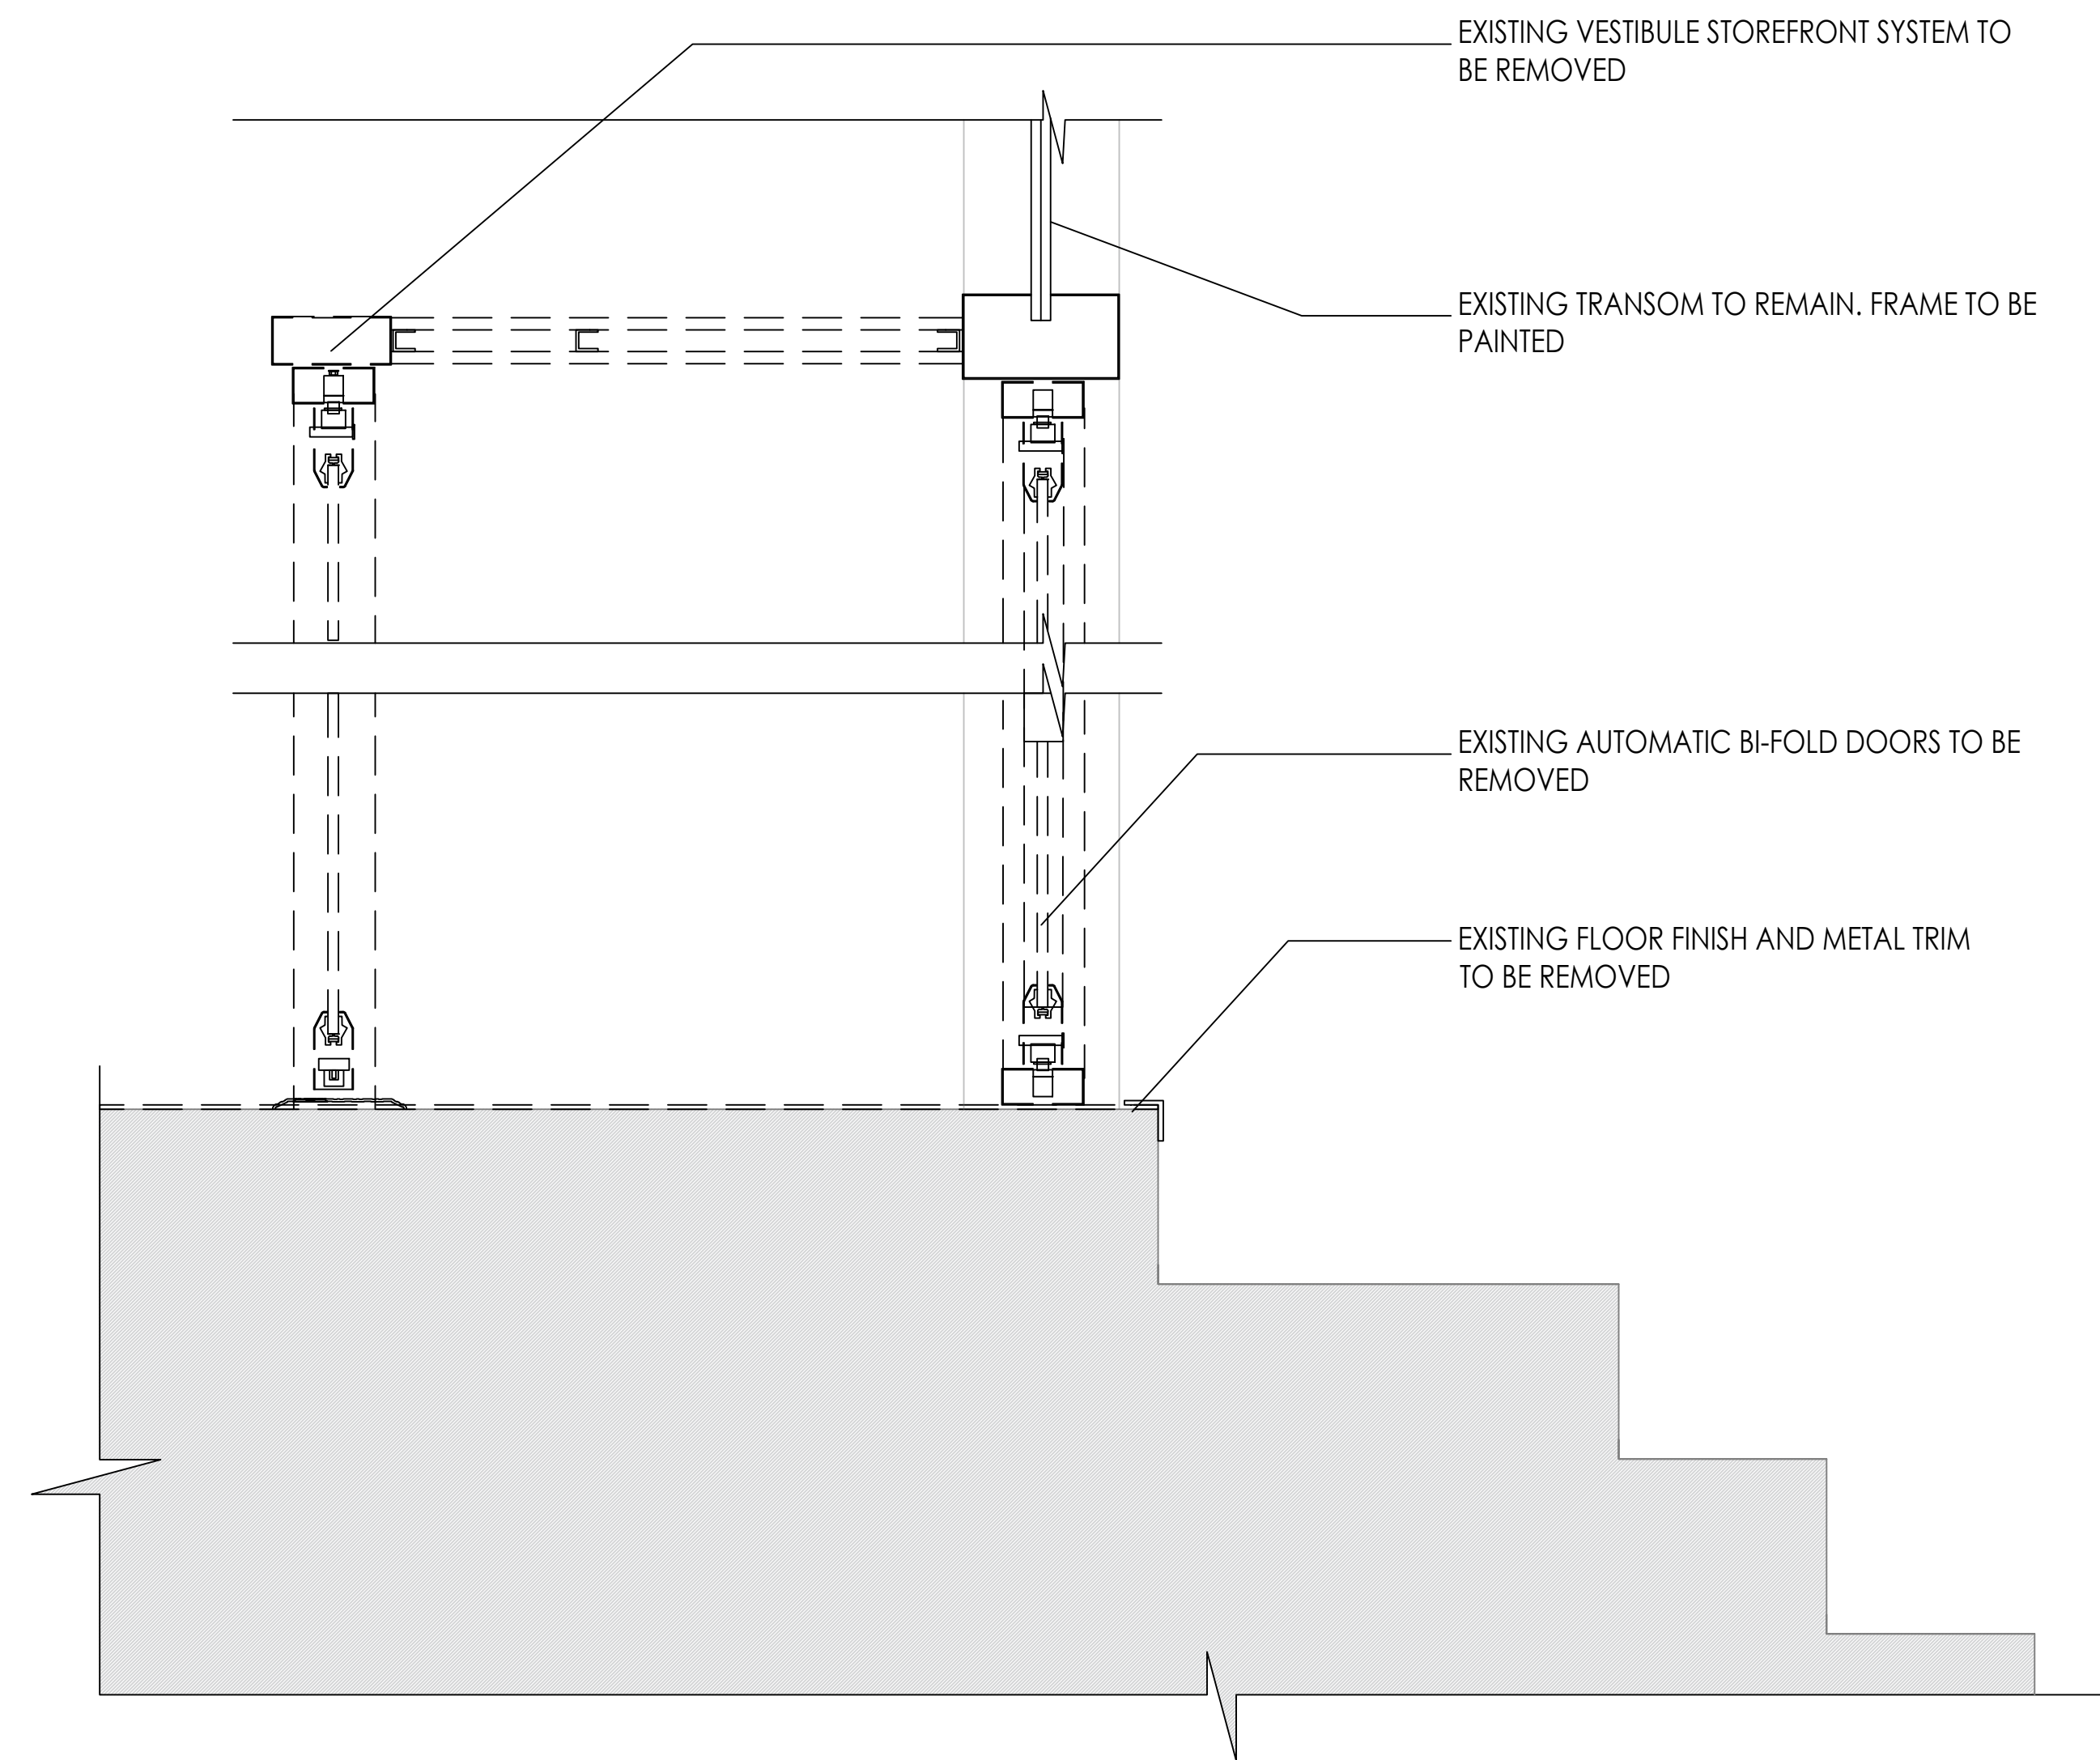 EXISTING VESTIBULE STOREFRONT SYSTEM TO
BE REMOVED
EXISTING TRANSOM TO REMAIN. FRAME TO BE
PAINTED
EXISTING AUTOMATIC BI-FOLD DOORS TO BE
REMOVED
EXISTING FLOOR FINISH AND METAL TRIM
TO BE REMOVED